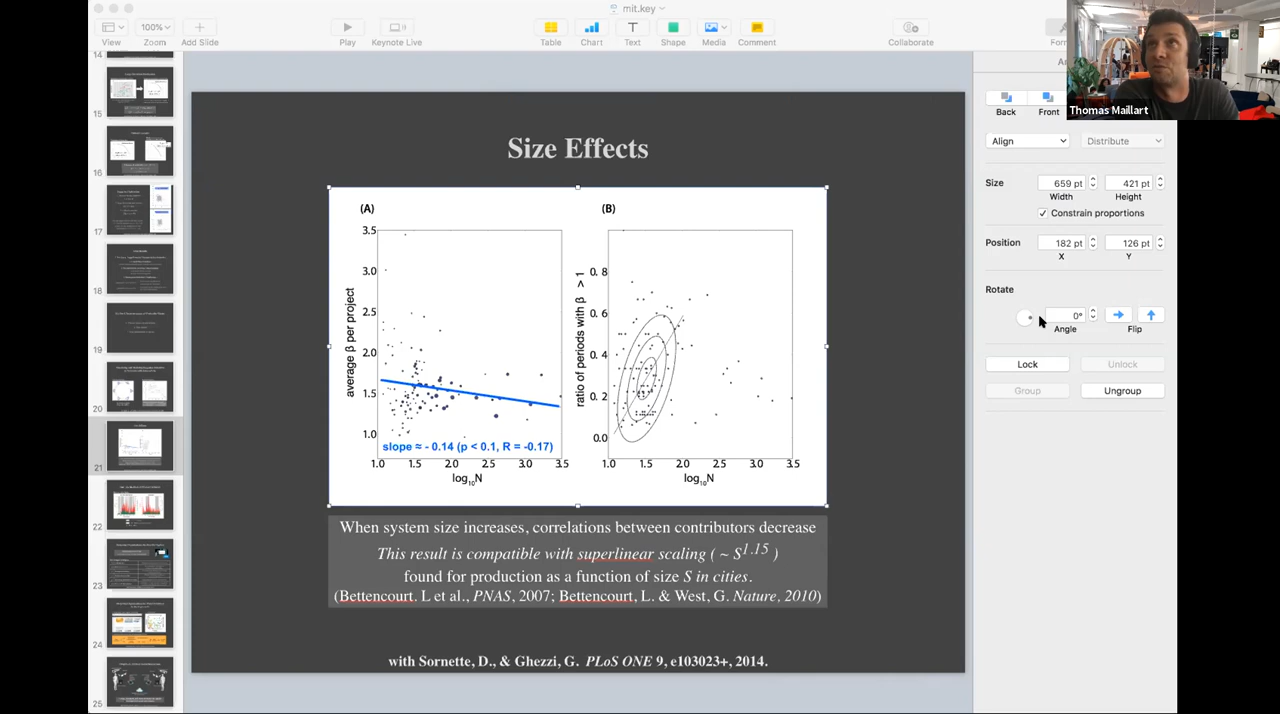 mit.key
100%
View
Zoom
Add Slide
Play
Keynote Live
Table
Chart
Text
Shape
Media
Comment
Collaborate
Thomas Maillart
Back
Front
Align
Distribute
Size
659 pt
421 pt
Width
Height
Constrain proportions
Position
182 pt
126 pt
X
Y
Rotate
0°
Angle
Flip
Lock
Unlock
Group
Ungroup
14
15
16
17
18
19
20
21
22
23
24
25
Size Effects
(A)
3.5
3.0
2.5
2.0
1.5
1.0
average β per project
slope ≈ - 0.14 (p < 0.1, R = -0.17)
1.0 1.5 2.0 2.5 3.0 3.5
log10N
(B)
0. 8
0. 6
0. 4
0. 2
0.0
ratio of periods with β > 1
1.0 1.5 2.0 2.5 3.0 3.5
log10N
When system size increases, correlations between contributors decrease
This result is compatible with superlinear scaling ( ~ S^1.15 )
found for production as a function of size S in cities.
(Bettencourt. L et al., PNAS, 2007; Bettencourt, L. & West, G. Nature, 2010)
with Sornette, D., & Ghezzi, G. PLoS ONE 9, e103023+, 2014.